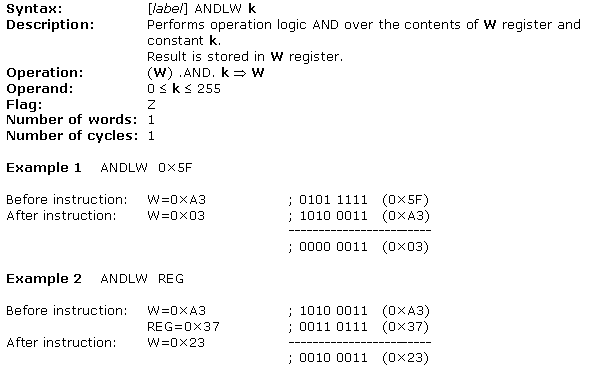 Syntax: [label] ANDLW k
Description: Performs operation logic AND over the contents of W register and
constant k.
Result is stored in W register.
Operation: (W) .AND. k ⇒ W
Operand: 0 ≤ k ≤ 255
Flag: Z
Number of words: 1
Number of cycles: 1
Example 1 ANDLW 0×5F
Before instruction: W=0×A3 ; 0101 1111 (0×5F)
After instruction: W=0×03 ; 1010 0011 (0×A3)
------------------------
; 0000 0011 (0×03)
Example 2 ANDLW REG
Before instruction: W=0×A3 ; 1010 0011 (0×A3)
REG=0×37 ; 0011 0111 (0×37)
After instruction: W=0×23 ------------------------
; 0010 0011 (0×23)